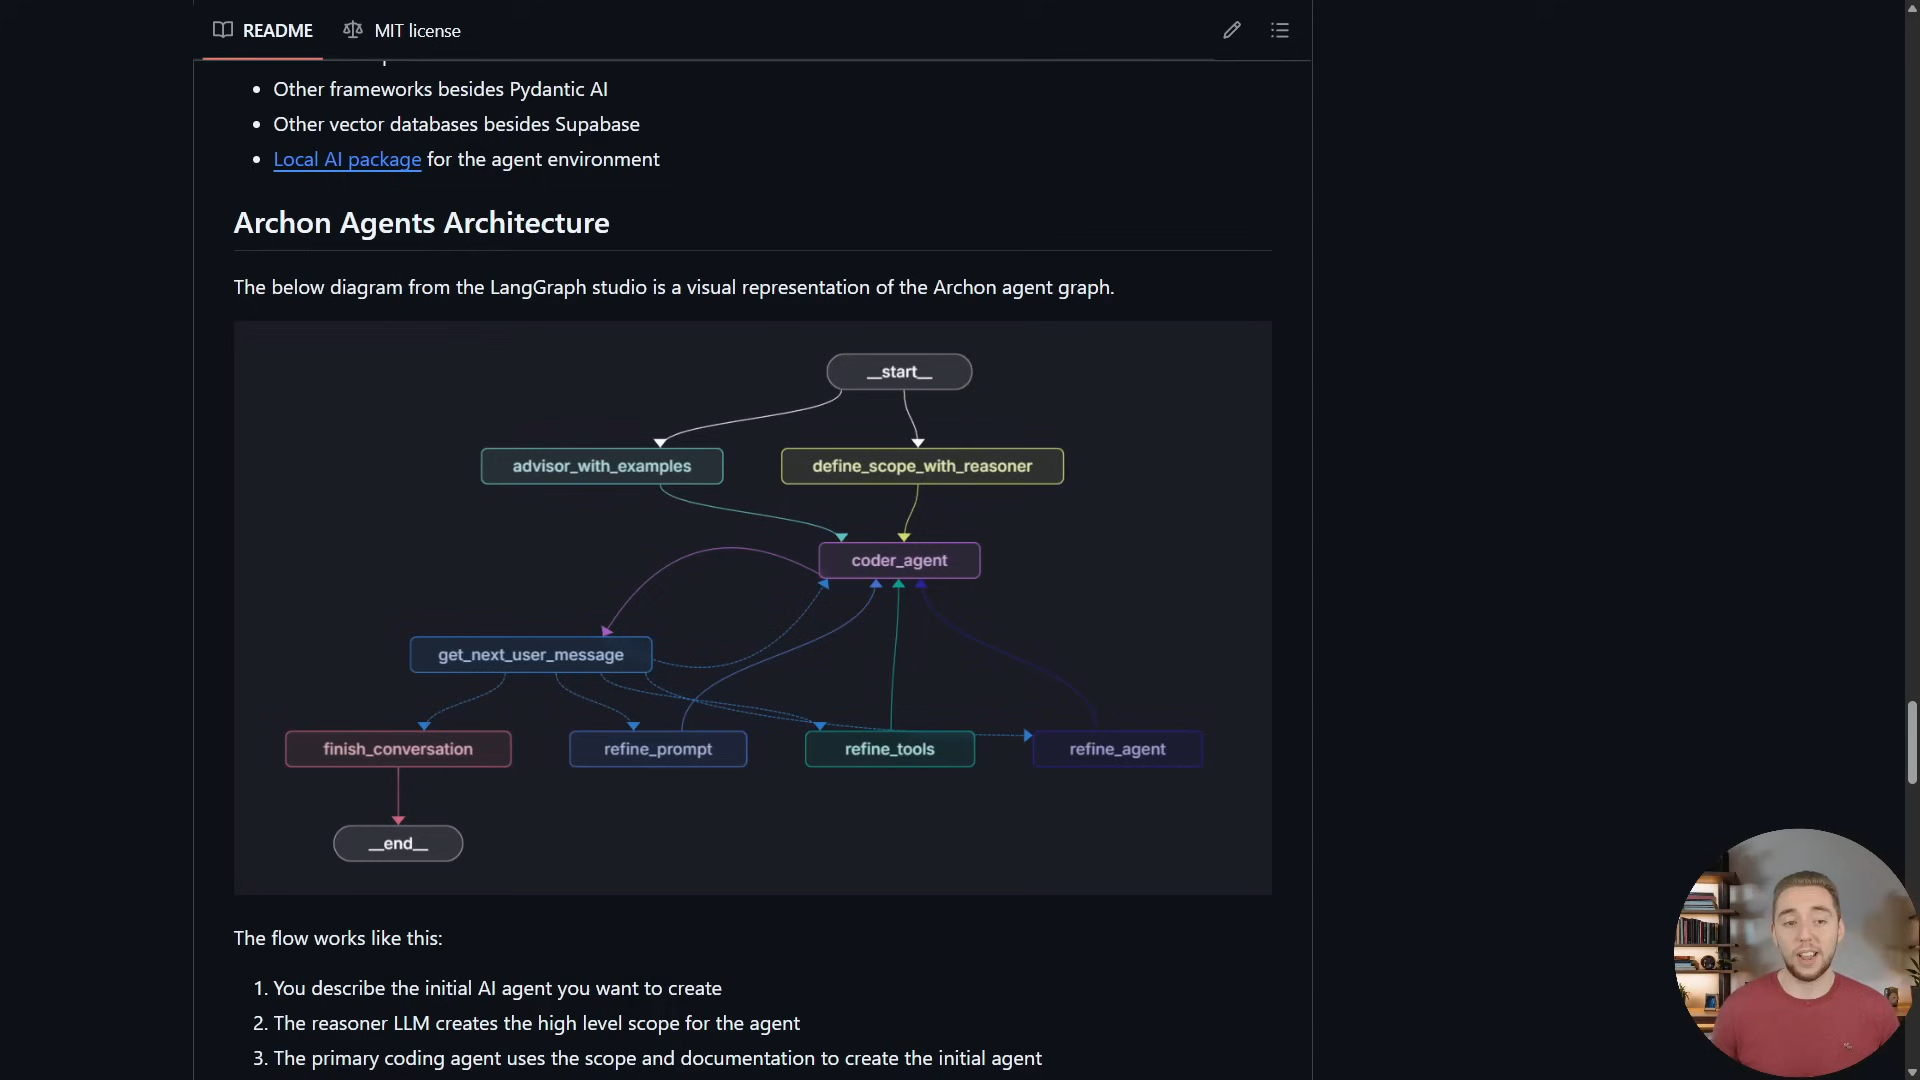 README
MIT license
Other frameworks besides Pydantic AI
Other vector databases besides Supabase
Local AI package for the agent environment
Archon Agents Architecture
The below diagram from the LangGraph studio is a visual representation of the Archon agent graph.
__start__
advisor_with_examples
define_scope_with_reasoner
coder_agent
get_next_user_message
finish_conversation
refine_prompt
refine_tools
refine_agent
__end__
The flow works like this:
1. You describe the initial AI agent you want to create
2. The reasoner LLM creates the high level scope for the agent
3. The primary coding agent uses the scope and documentation to create the initial agent